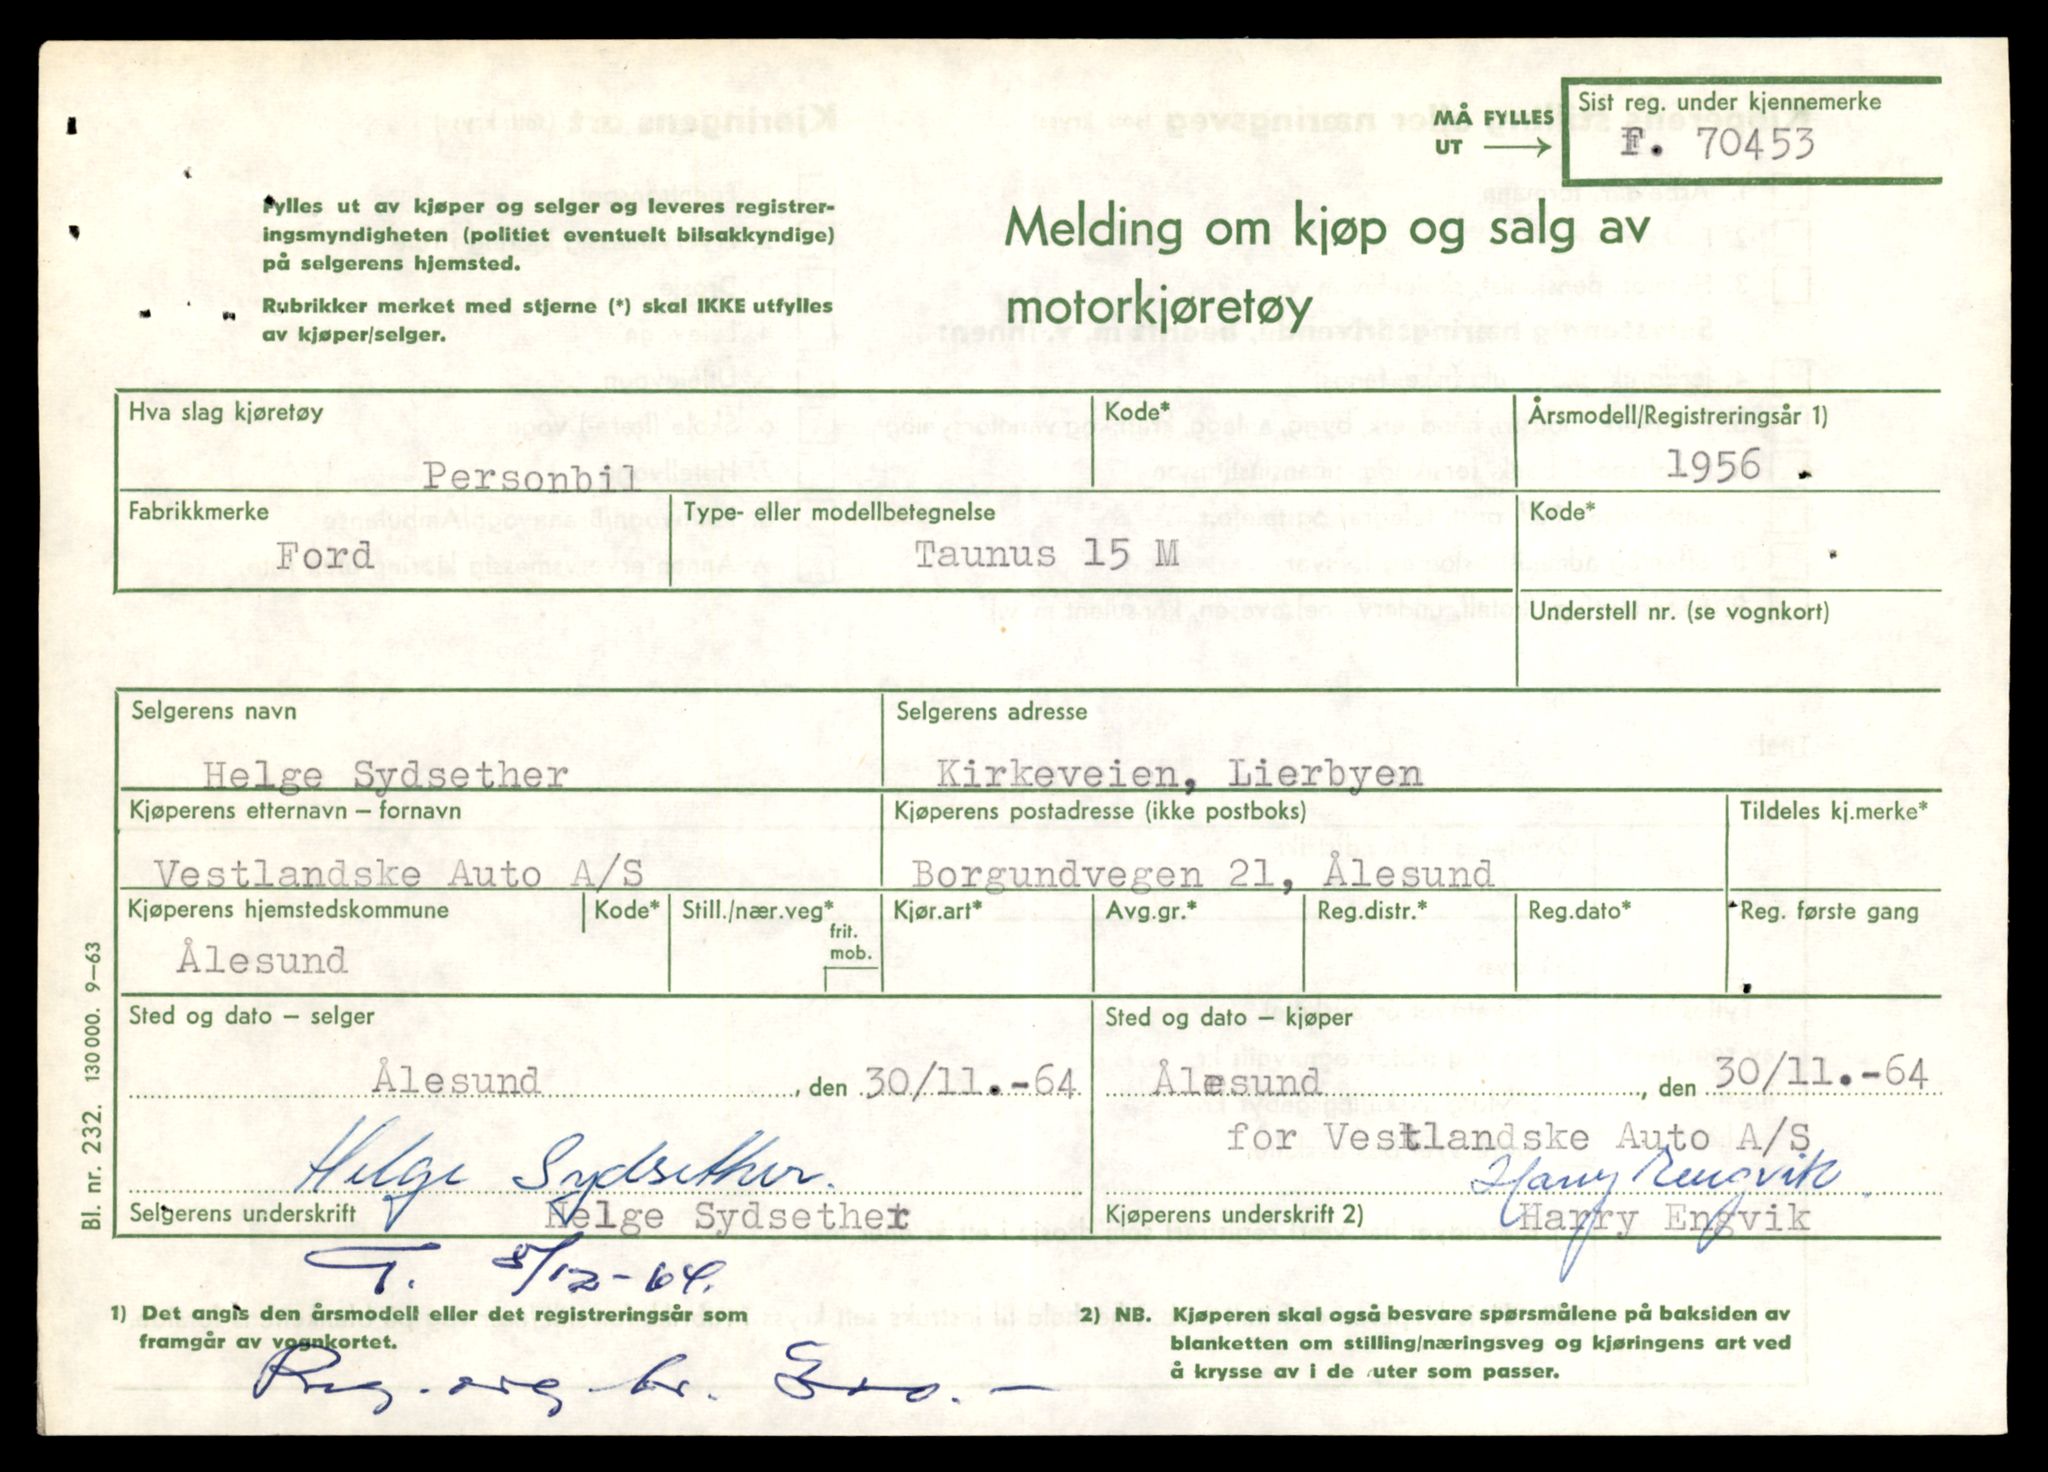 MÅ FYLLES
UT
Sist reg. under kjennemerke
F. 70453
Fylles ut av kjøper og selger og leveres registrer-
ingsmyndigheten (politiet eventuelt bilsakkyndige)
på selgerens hjemsted.
Rubrikker merket med stjerne (*) skal IKKE utfylles
av kjøper/selger.
Melding om kjøp og salg av
motorkjøretøy
Hva slag kjøretøy
Kode*
Årsmodell/Registreringsår 1)
Personbil
1956 .
Fabrikkmerke
Type- eller modellbetegnelse
Kode*
Ford
Taunus 15 M
Understell nr. (se vognkort)
Selgerens navn
Selgerens adresse
Helge Sydsether
Kirkeveien, Lierbyen
Kjøperens etternavn – fornavn
Kjøperens postadresse (ikke postboks)
Tildeles kj.merke*
Vestlandske Auto A/S
Borgundvegen 21, Ålesund
Kjøperens hjemstedskommune
Kode*
Still./nær.veg*
frit.
mob.
Kjør.art*
Avg.gr.*
Reg.distr.*
Reg.dato*
Reg. første gang
Ålesund
Sted og dato – selger
Sted og dato – kjøper
Ålesund, den 30/11.-64
Ålesund, den 30/11.-64
for Vestlandske Auto A/S
Helge Sydsether.
Harry Engvik.
Selgerens underskrift
Helge Sydsether
Kjøperens underskrift 2)
Harry Engvik
T. 8/12-64.
1) Det angis den årsmodell eller det registreringsår som
framgår av vognkortet.
2) NB. Kjøperen skal også besvare spørsmålene på baksiden av
blanketten om stilling/næringsveg og kjøringens art ved
å krysse av i de ruter som passer.
Bl. nr. 232. 130 000. 9–63